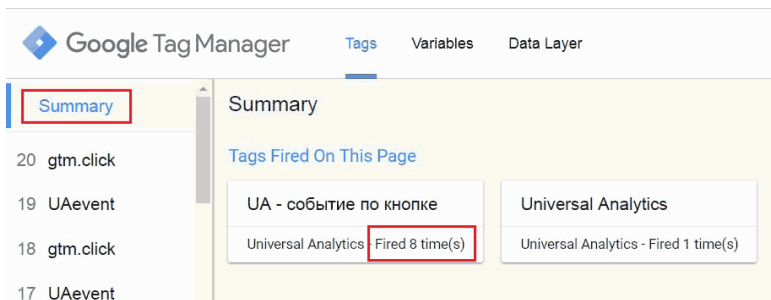 Google Tag Manager Tags Variables Data Layer
Summary
20 gtm.click
19 UAevent
18 gtm.click
17 UAevent
Summary
Tags Fired On This Page
UA - событие по кнопке
Universal Analytics - Fired 8 time(s)
Universal Analytics
Universal Analytics - Fired 1 time(s)